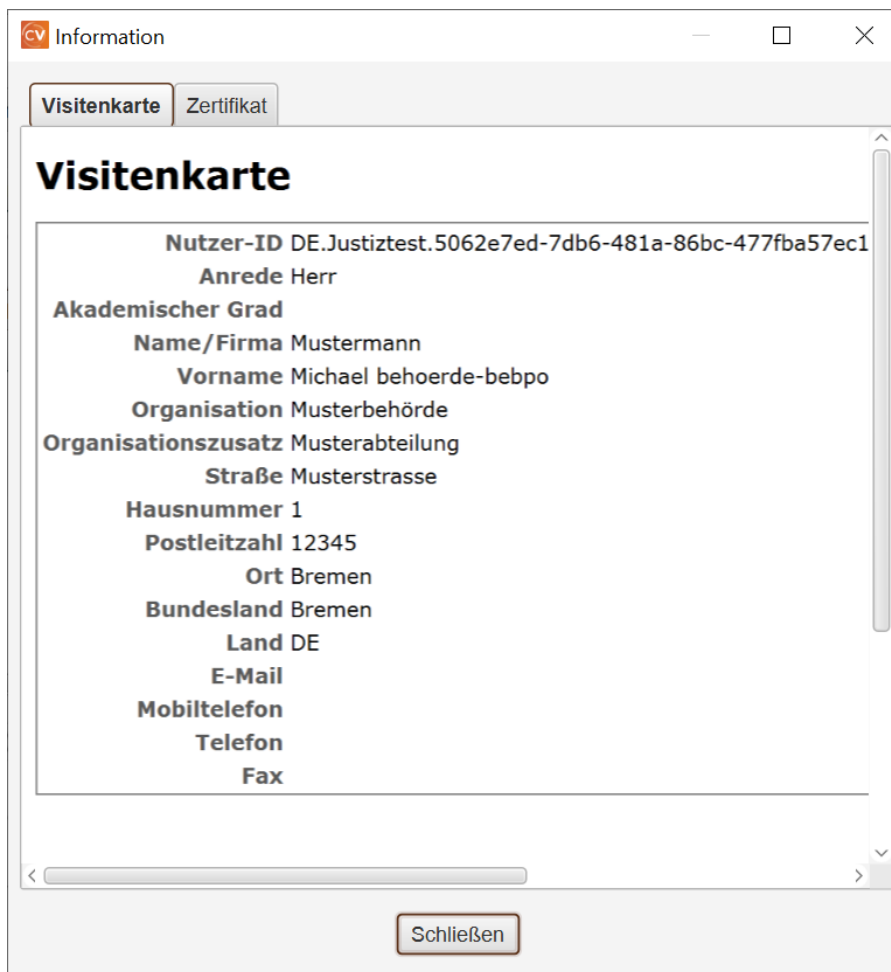 CV Information
Visitenkarte Zertifikat
Visitenkarte
Nutzer-ID DE.Justiztest.5062e7ed-7db6-481a-86bc-477fba57ec1
Anrede Herr
Akademischer Grad
Name/Firma Mustermann
Vorname Michael behoerde-bebpo
Organisation Musterbehörde
Organisationszusatz Musterabteilung
Straße Musterstrasse
Hausnummer 1
Postleitzahl 12345
Ort Bremen
Bundesland Bremen
Land DE
E-Mail
Mobiltelefon
Telefon
Fax
Schließen